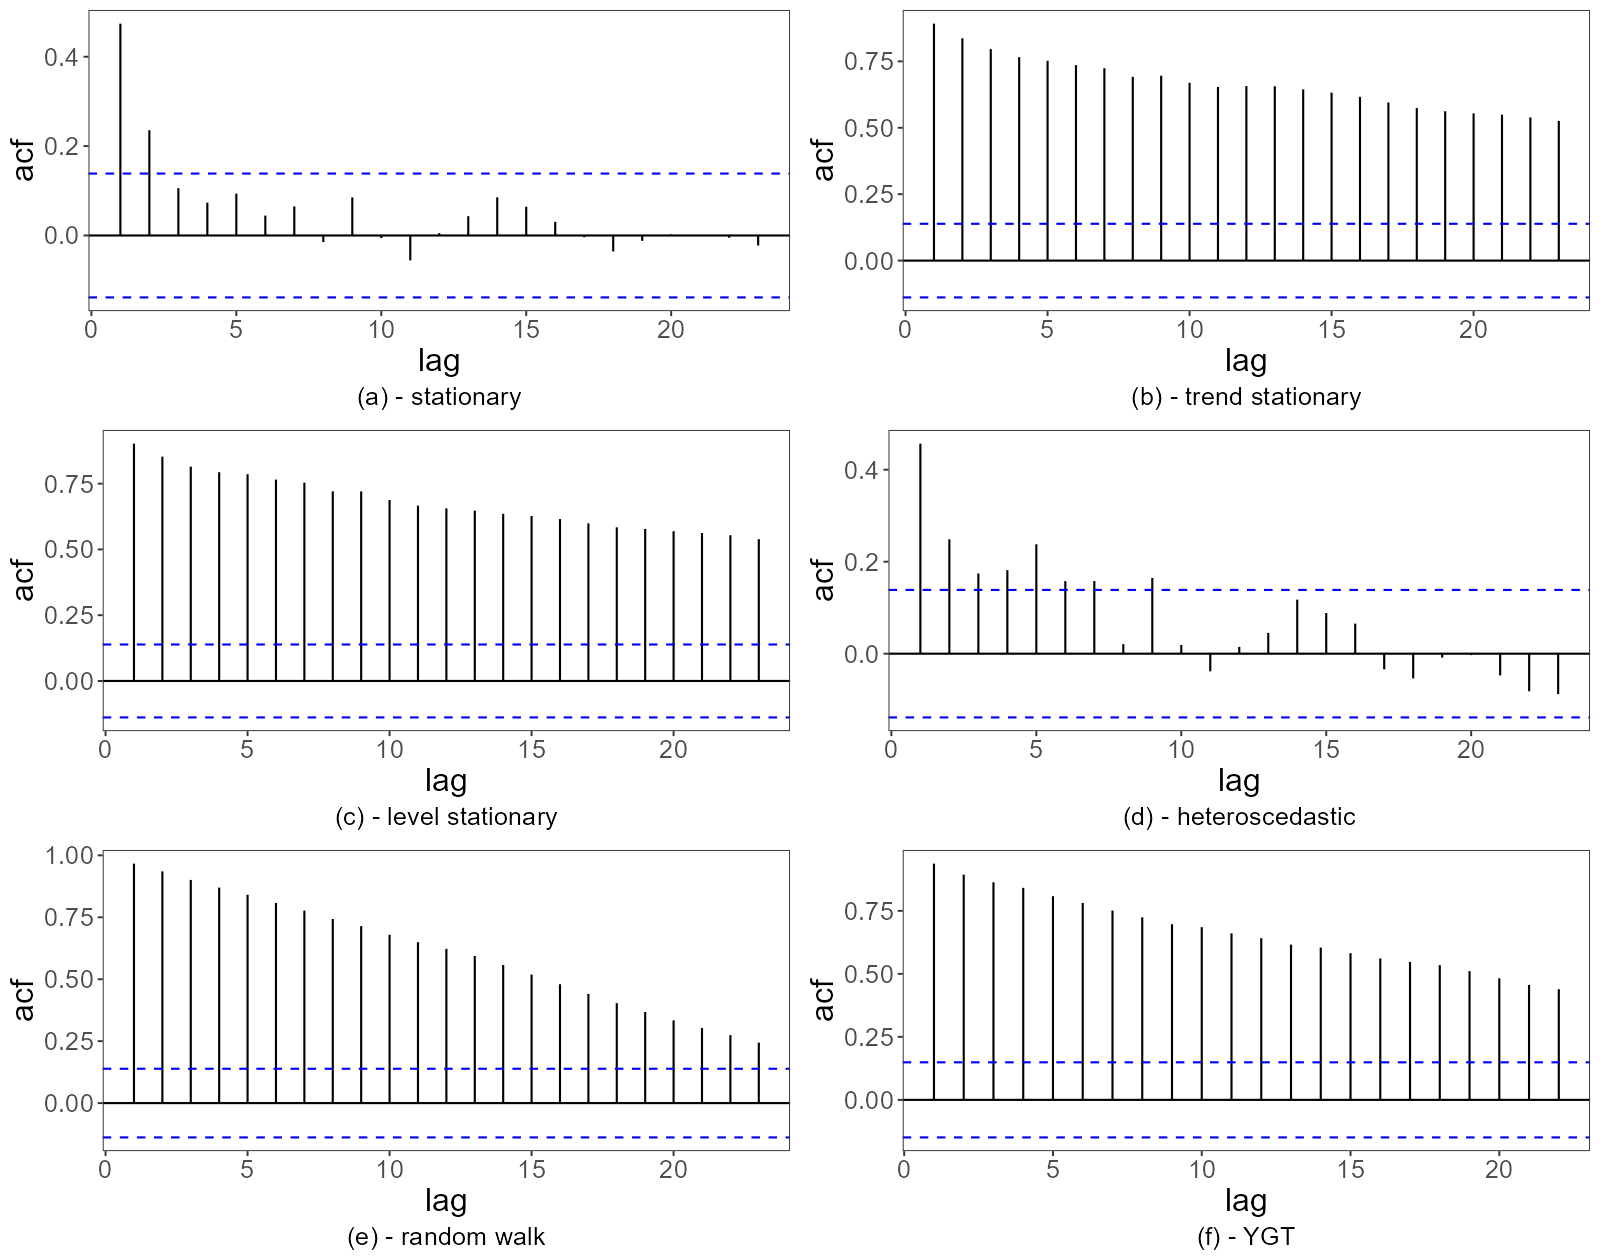 acf
0.4
0.2
0.0
0 5 10 15 20
lag
(a) - stationary
acf
0.75
0.50
0.25
0.00
0 5 10 15 20
lag
(b) - trend stationary
acf
0.75
0.50
0.25
0.00
0 5 10 15 20
lag
(c) - level stationary
acf
0.4
0.2
0.0
0 5 10 15 20
lag
(d) - heteroscedastic
acf
1.00
0.75
0.50
0.25
0.00
0 5 10 15 20
lag
(e) - random walk
acf
0.75
0.50
0.25
0.00
0 5 10 15 20
lag
(f) - YGT